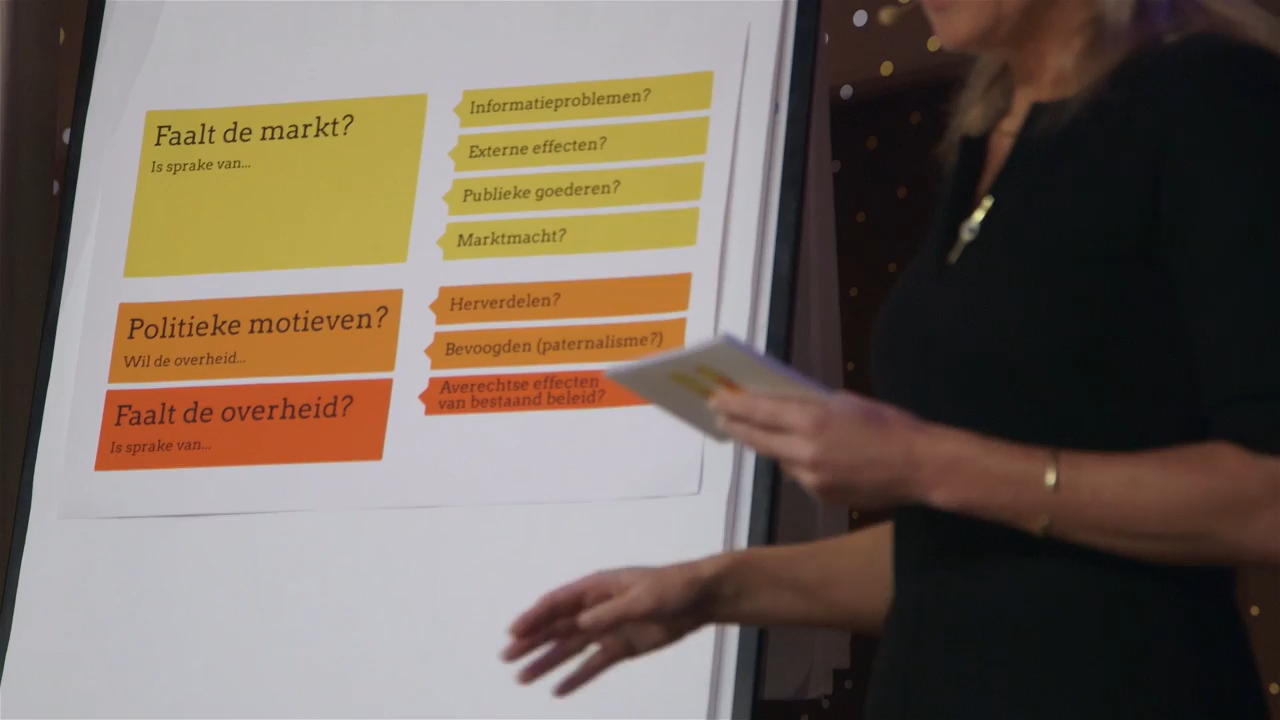 Faalt de markt?
Is sprake van...
Informatieproblemen?
Externe effecten?
Publieke goederen?
Marktmacht?
Politieke motieven?
Wil de overheid...
Herverdelen?
Bevoogden (paternalisme?)
Faalt de overheid?
Is sprake van...
Averechtse effecten
van bestaand beleid?